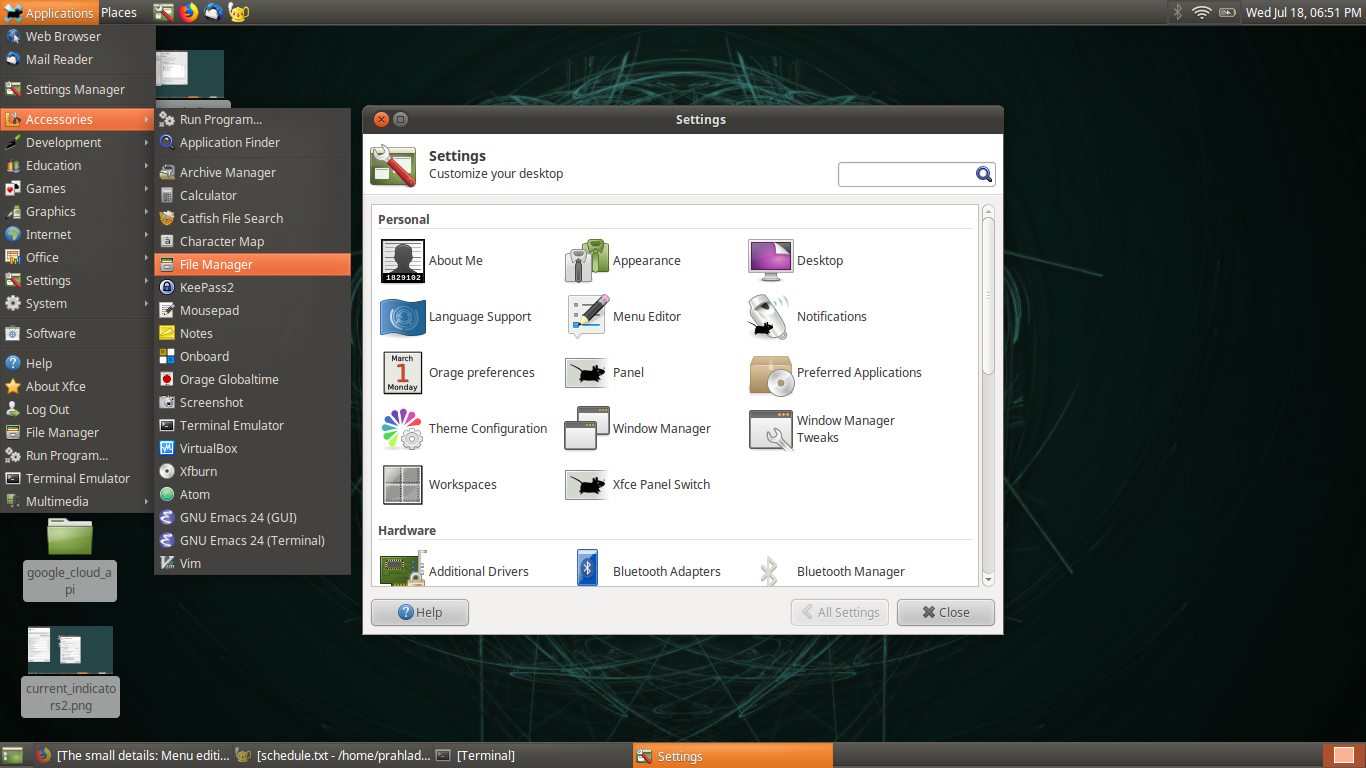 Applications
Places
Wed Jul 18, 06:51 PM
Web Browser
Mail Reader
Settings Manager
Accessories
Development
Education
Games
Graphics
Internet
Office
Settings
System
Software
Help
About Xfce
Log Out
File Manager
Run Program...
Terminal Emulator
Multimedia
Run Program...
Application Finder
Archive Manager
Calculator
Catfish File Search
Character Map
File Manager
KeePass2
Mousepad
Notes
Onboard
Orage Globaltime
Screenshot
Terminal Emulator
VirtualBox
Xfburn
Atom
GNU Emacs 24 (GUI)
GNU Emacs 24 (Terminal)
Vim
google_cloud_a
pi
current_indicato
rs2.png
Settings
Settings
Customize your desktop
Personal
About Me
1829102
Appearance
Desktop
Language Support
Menu Editor
Notifications
March
1
Monday
Orage preferences
Panel
Preferred Applications
Theme Configuration
Window Manager
Window Manager
Tweaks
Workspaces
Xfce Panel Switch
Hardware
Additional Drivers
Bluetooth Adapters
Bluetooth Manager
Help
All Settings
Close
[The small details: Menu editi...
[schedule.txt - /home/prahlad...
[Terminal]
Settings